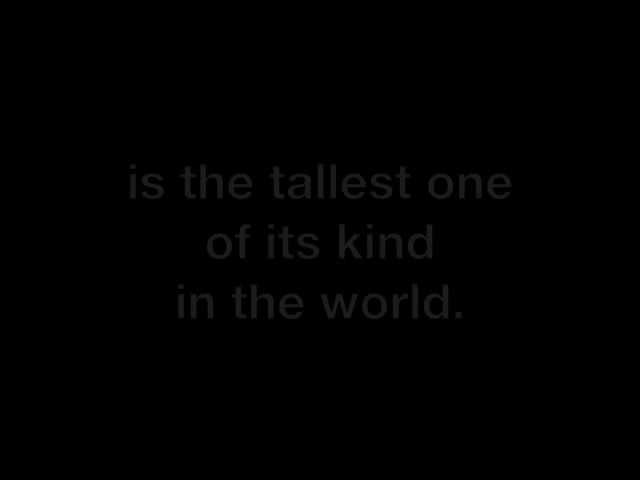 is the tallest one
of its kind
in the world.